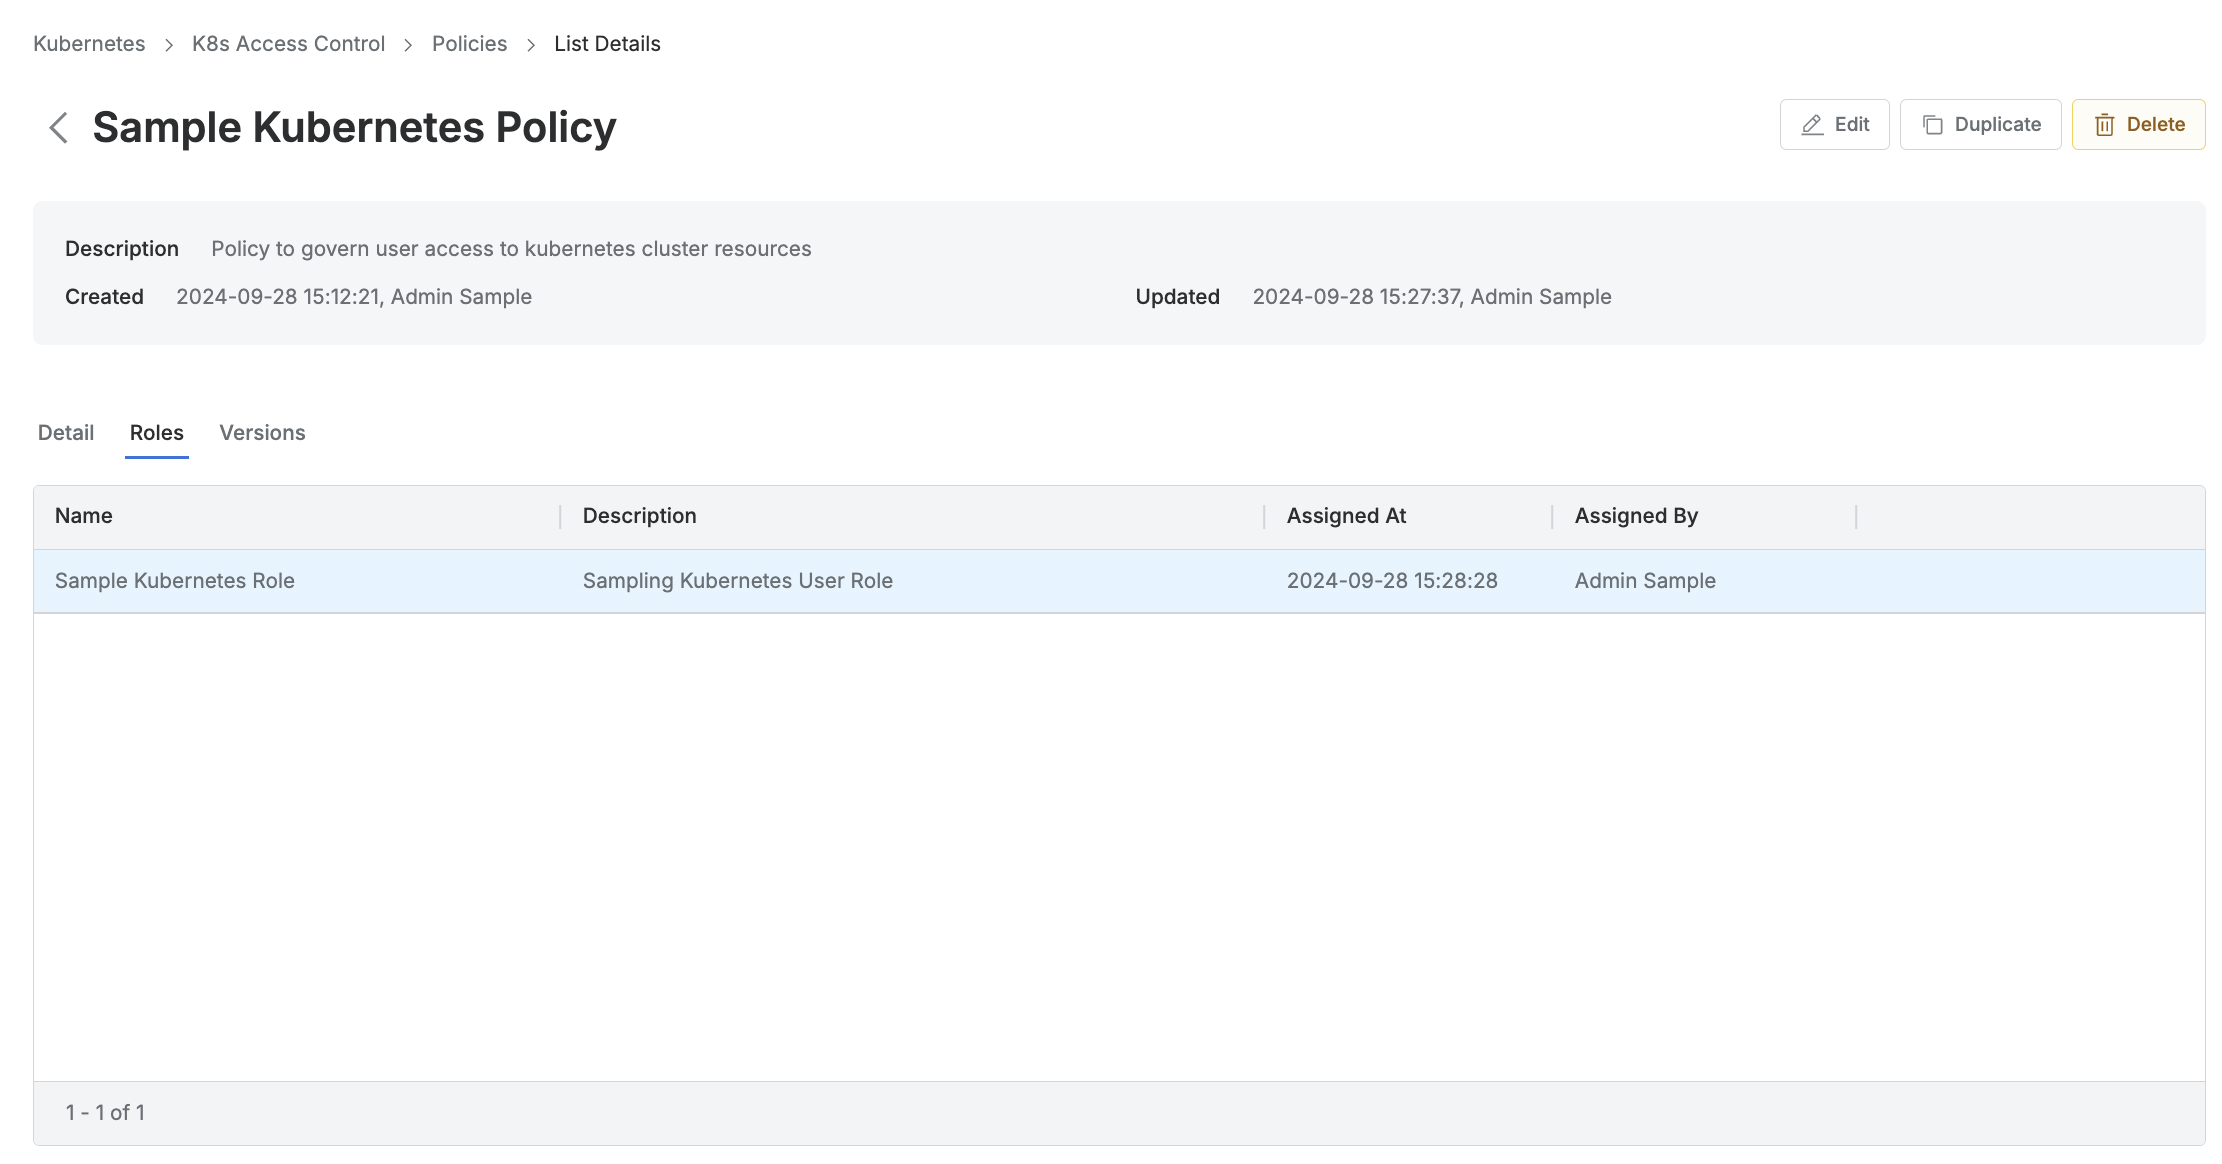 Kubernetes > K8s Access Control > Policies > List Details
Sample Kubernetes Policy
Edit Duplicate Delete
Description Policy to govern user access to kubernetes cluster resources
Created 2024-09-28 15:12:21, Admin Sample Updated 2024-09-28 15:27:37, Admin Sample
Detail Roles Versions
Name Description Assigned At Assigned By
Sample Kubernetes Role Sampling Kubernetes User Role 2024-09-28 15:28:28 Admin Sample
1 - 1 of 1